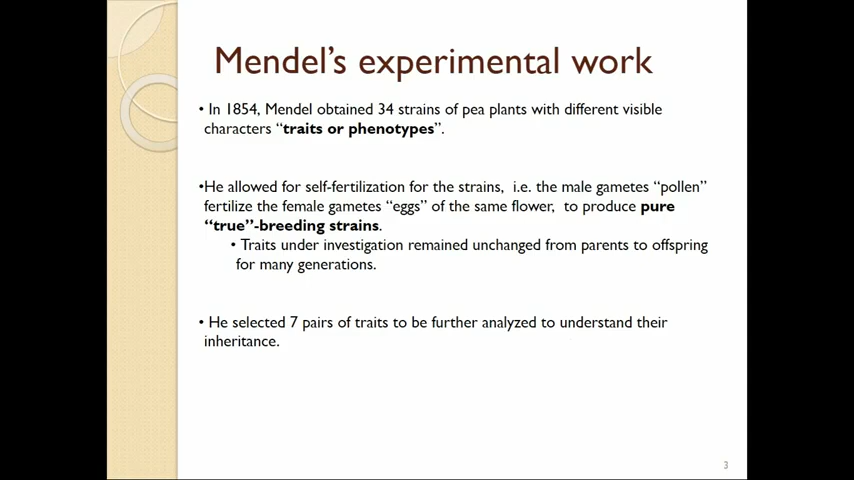 Mendel's experimental work
• In 1854, Mendel obtained 34 strains of pea plants with different visible
characters "traits or phenotypes".
•He allowed for self-fertilization for the strains, i.e. the male gametes "pollen"
fertilize the female gametes "eggs" of the same flower, to produce pure
"true"-breeding strains.
• Traits under investigation remained unchanged from parents to offspring
for many generations.
• He selected 7 pairs of traits to be further analyzed to understand their
inheritance.
3